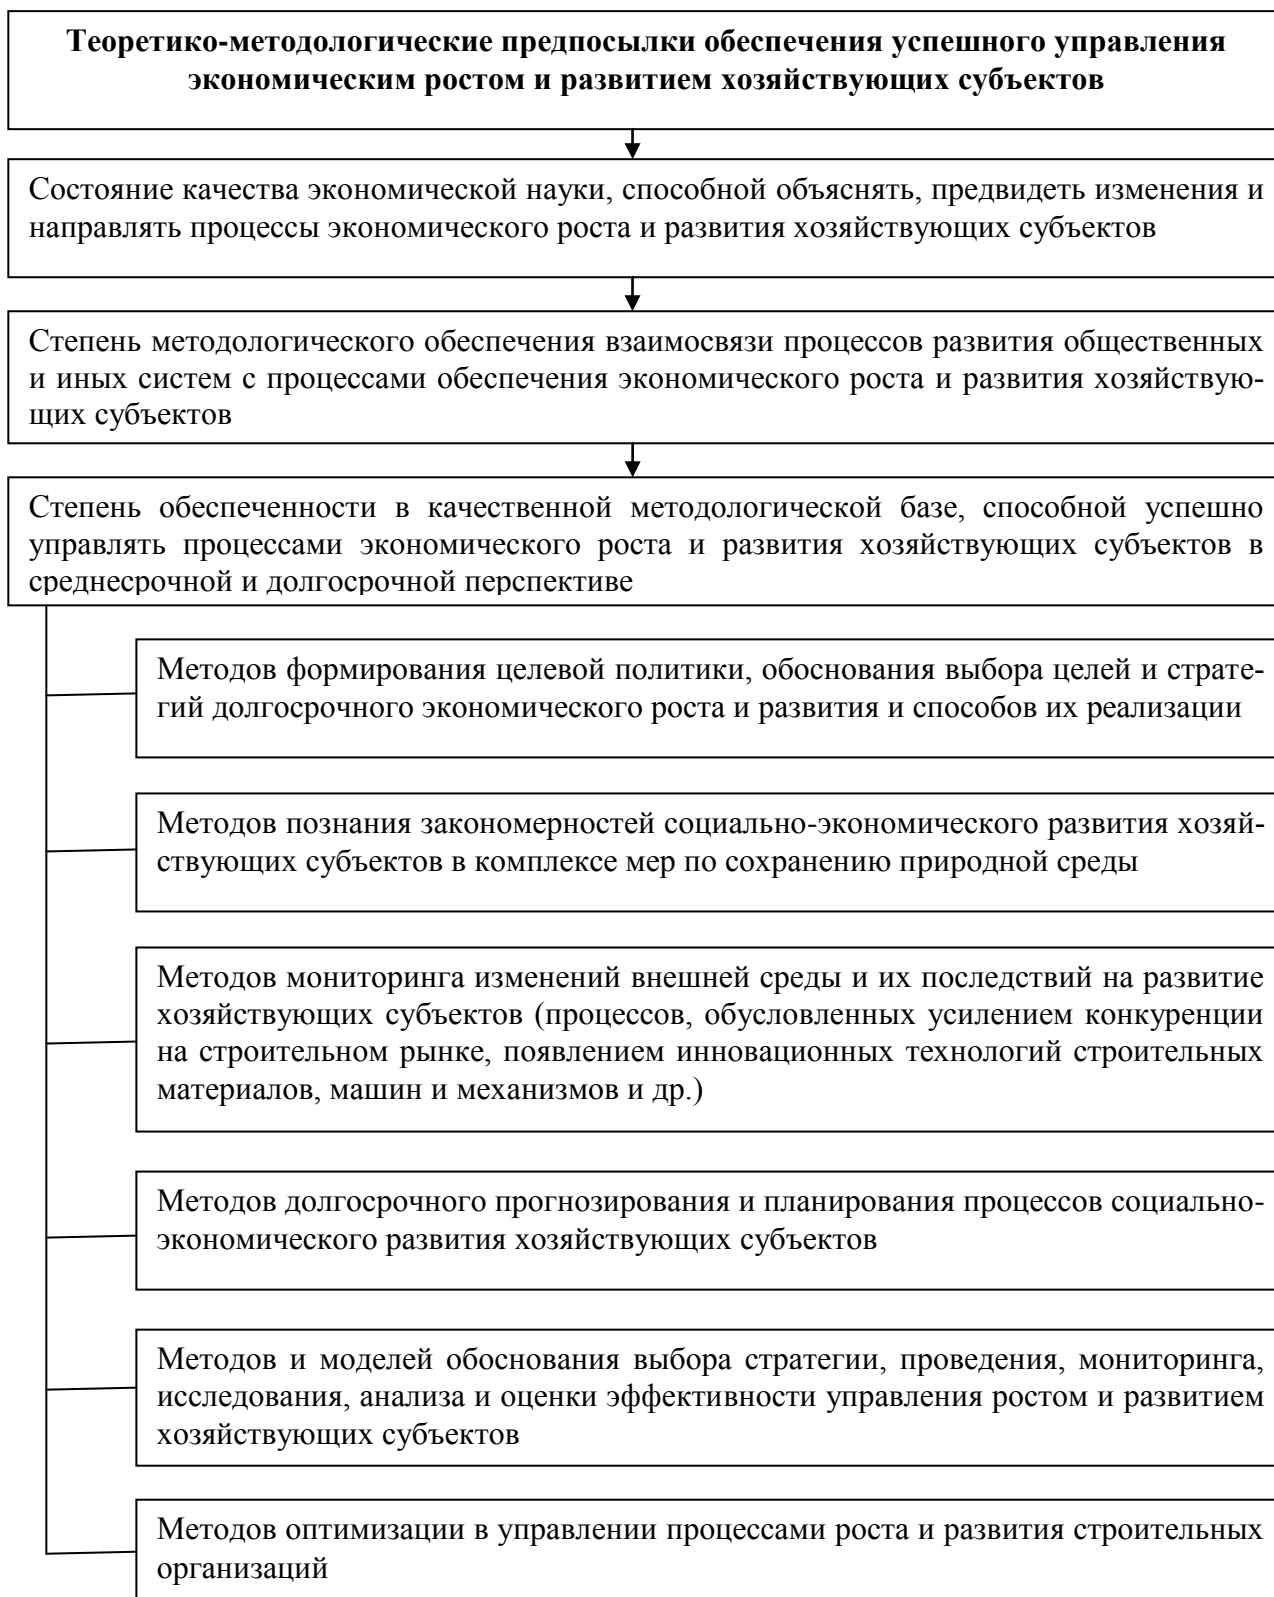 Теоретико-методологические предпосылки обеспечения успешного управления
экономическим ростом и развитием хозяйствующих субъектов
Состояние качества экономической науки, способной объяснять, предвидеть изменения и
направлять процессы экономического роста и развития хозяйствующих субъектов
Степень методологического обеспечения взаимосвязи процессов развития общественных
и иных систем с процессами обеспечения экономического роста и развития хозяйствую-
щих субъектов
Степень обеспеченности в качественной методологической базе, способной успешно
управлять процессами экономического роста и развития хозяйствующих субъектов в
среднесрочной и долгосрочной перспективе
Методов формирования целевой политики, обоснования выбора целей и страте-
гий долгосрочного экономического роста и развития и способов их реализации
Методов познания закономерностей социально-экономического развития хозяй-
ствующих субъектов в комплексе мер по сохранению природной среды
Методов мониторинга изменений внешней среды и их последствий на развитие
хозяйствующих субъектов (процессов, обусловленных усилением конкуренции
на строительном рынке, появлением инновационных технологий строительных
материалов, машин и механизмов и др.)
Методов долгосрочного прогнозирования и планирования процессов социально-
экономического развития хозяйствующих субъектов
Методов и моделей обоснования выбора стратегии, проведения, мониторинга,
исследования, анализа и оценки эффективности управления ростом и развитием
хозяйствующих субъектов
Методов оптимизации в управлении процессами роста и развития строительных
организаций